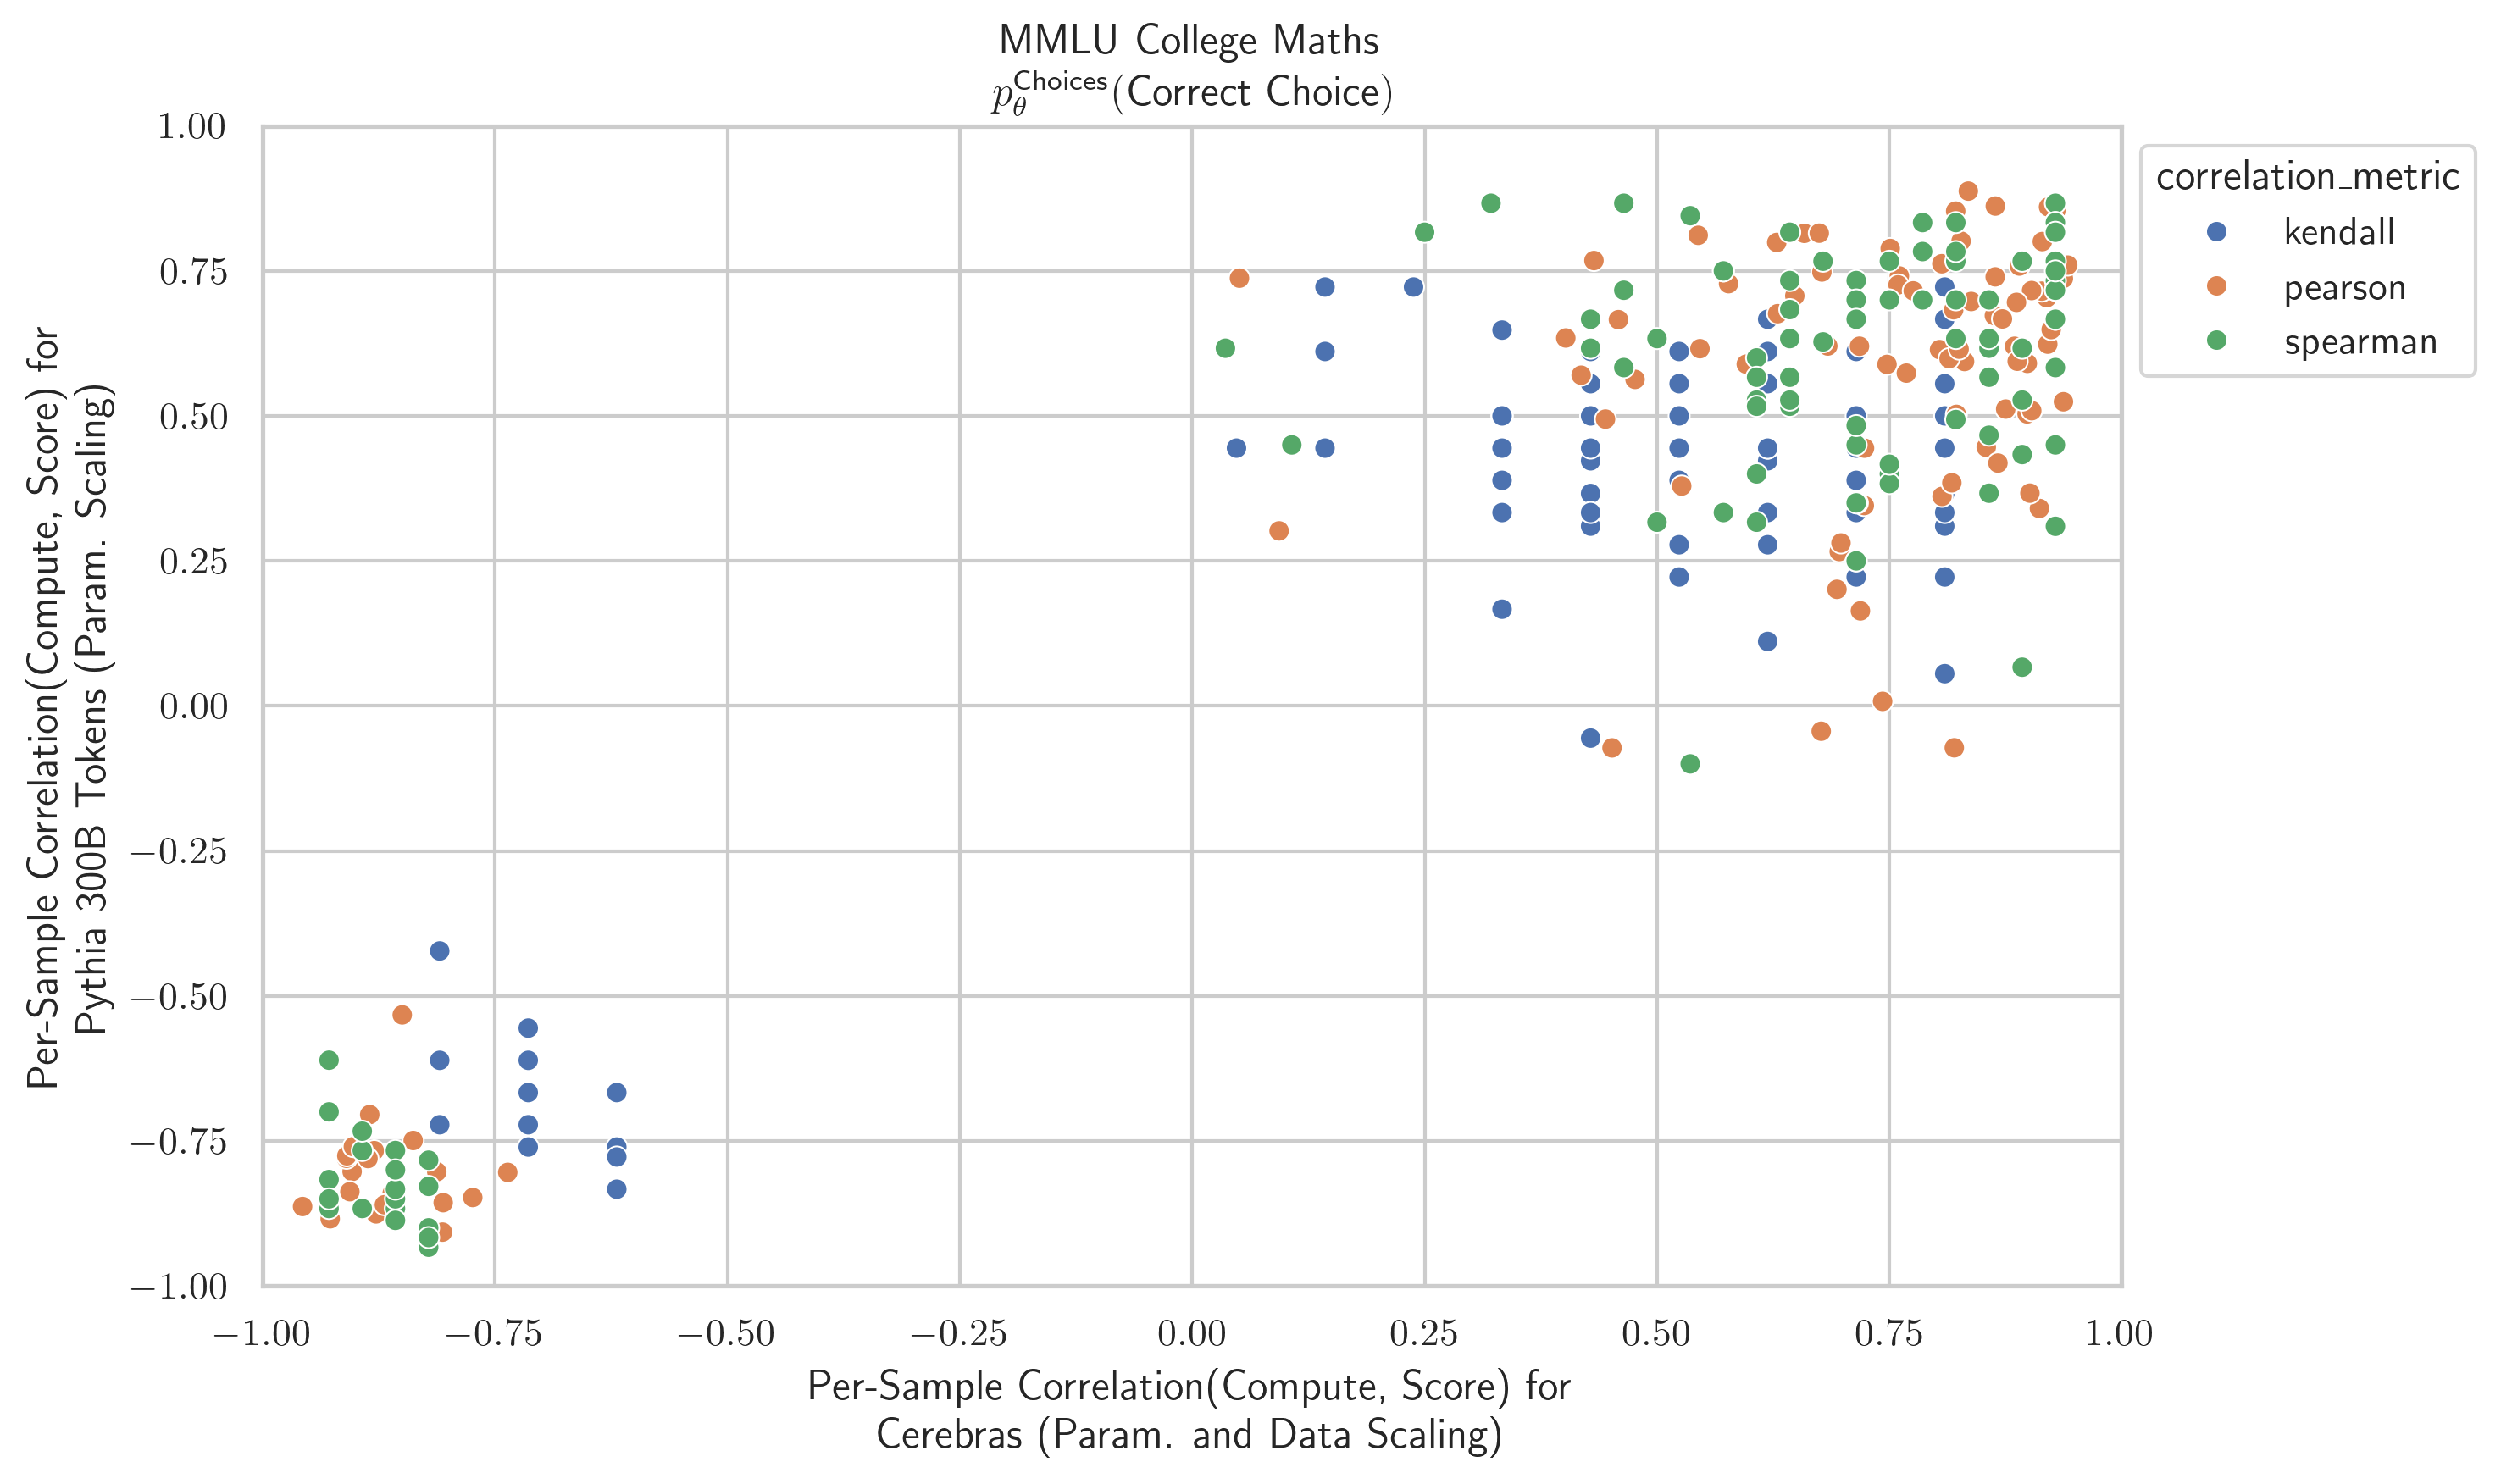 MMLU College Maths
p_θ^Choices(Correct Choice)
1.00
0.75
0.50
0.25
0.00
−0.25
−0.50
−0.75
−1.00
Per-Sample Correlation(Compute, Score) for
Pythia 300B Tokens (Param. Scaling)
correlation_metric
kendall
pearson
spearman
−1.00
−0.75
−0.50
−0.25
0.00
0.25
0.50
0.75
1.00
Per-Sample Correlation(Compute, Score) for
Cerebras (Param. and Data Scaling)